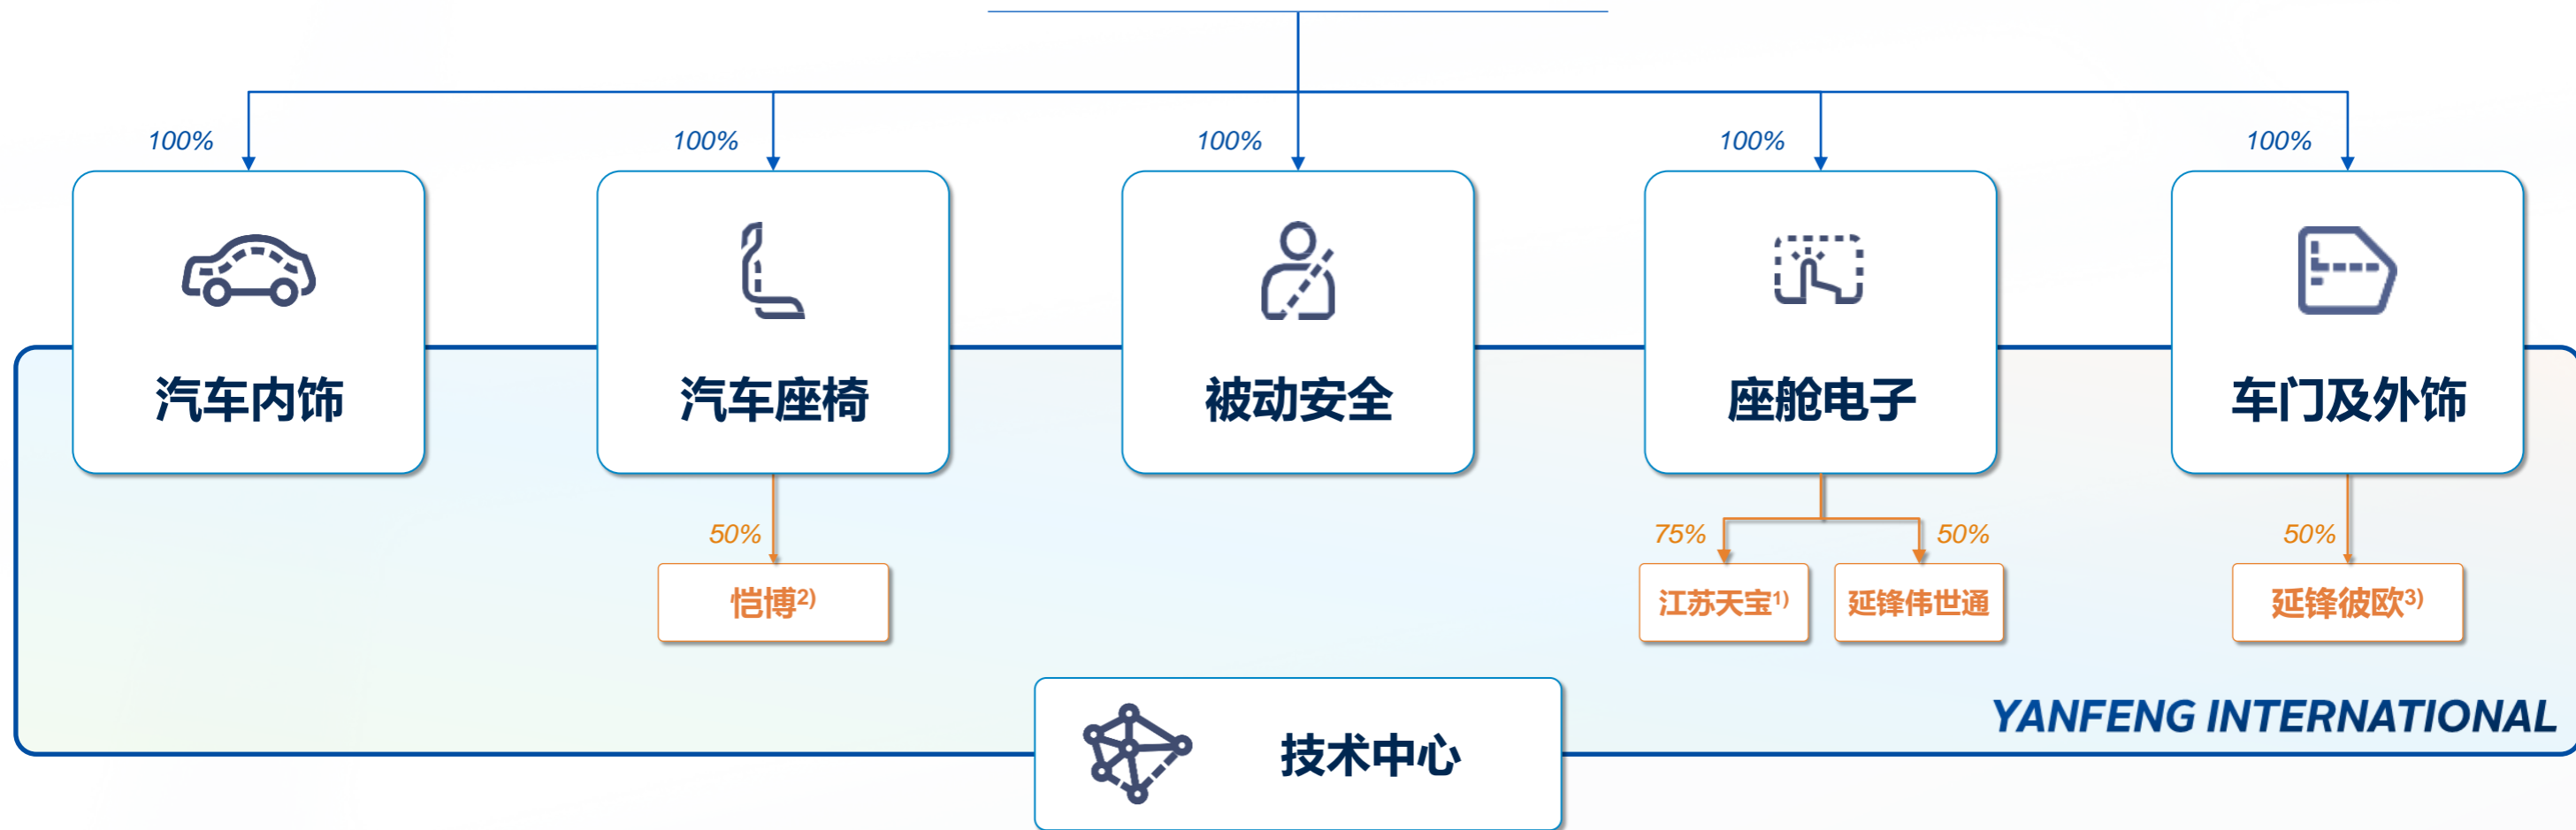 100% 100% 100% 100% 100%
汽车内饰 汽车座椅 被动安全 座舱电子 车门及外饰
50% 75% 50% 50%
恺博2) 江苏天宝1) 延锋伟世通 延锋彼欧3)
YANFENG INTERNATIONAL
技术中心